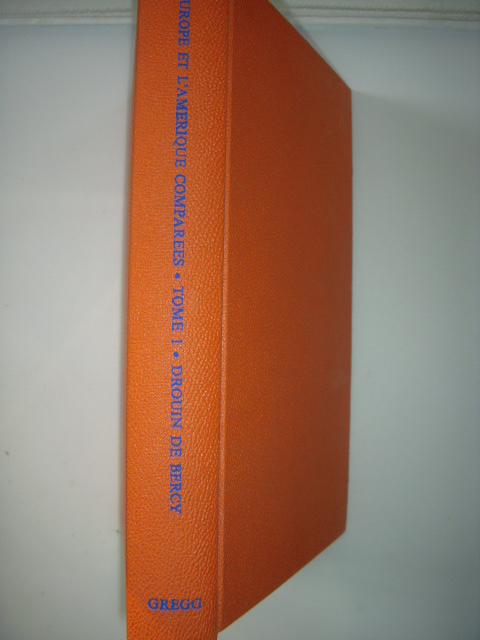 UROPE ET L'AMERIQUE COMPAREES • TOME 1 • DROUIN DE BERCY
GREGG